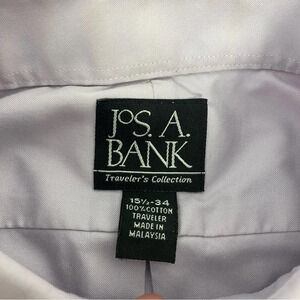 JOS. A.
BANK
Traveler's Collection
15½-34
100% COTTON
TRAVELER
MADE IN
MALAYSIA